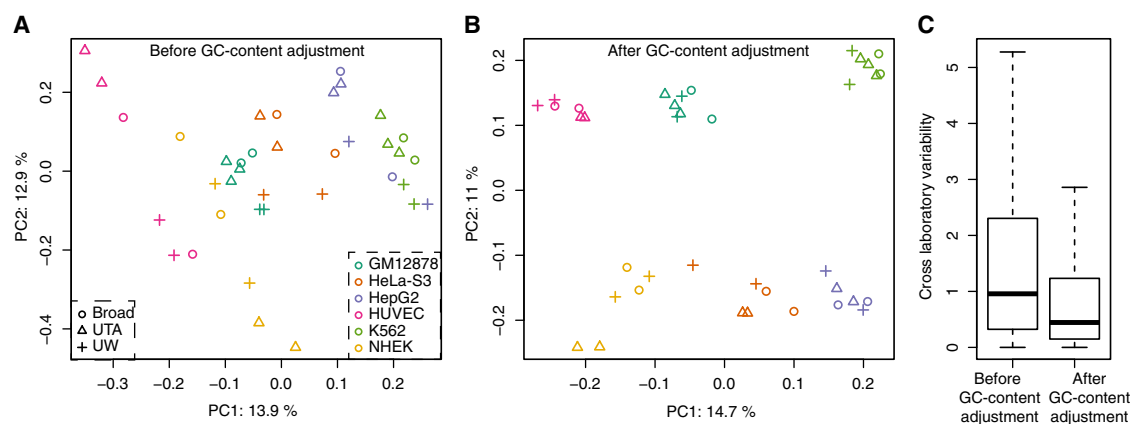 A
Before GC-content adjustment
PC2: 12.9 %
0.2
0.0
−0.2
−0.4
Broad
UTA
UW
GM12878
HeLa-S3
HepG2
HUVEC
K562
NHEK
−0.3
−0.2
−0.1
0.0
0.1
0.2
PC1: 13.9 %
B
After GC-content adjustment
PC2: 11 %
0.2
0.1
0.0
−0.1
−0.2
−0.2
−0.1
0.0
0.1
0.2
PC1: 14.7 %
C
Cross laboratory variability
5
4
3
2
1
0
Before
GC-content
adjustment
After
GC-content
adjustment